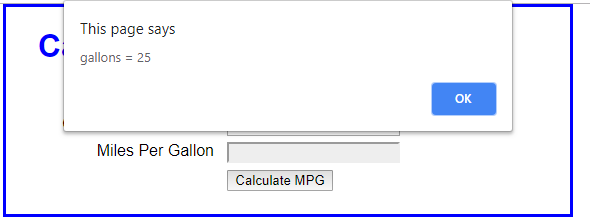 This page says
gallons = 25
OK
Miles Per Gallon
Calculate MPG